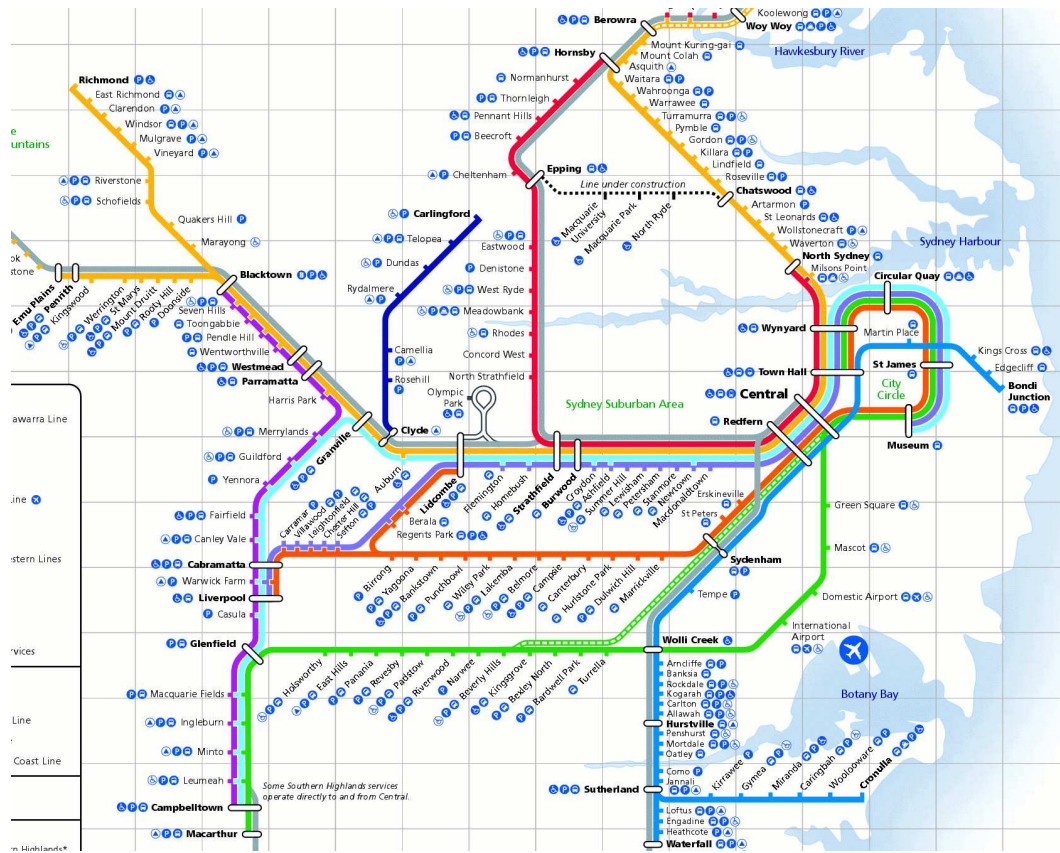 Koolewong
Berowra
Woy Woy
Hawkesbury River
Mount Kuring-gai
Mount Colah
Hornsby
Asquith
Waitara
Wahroonga
Warrawee
Turramurra
Pymble
Gordon
Killara
Lindfield
Roseville
Chatswood
Artarmon
St Leonards
Wollstonecraft
Waverton
North Sydney
Milsons Point
Normanhurst
Thornleigh
Pennant Hills
Beecroft
Cheltenham
Epping
Line under construction
Macquarie
University
Macquarie Park
North Ryde
Richmond
East Richmond
Clarendon
Windsor
Mulgrave
Vineyard
Riverstone
Schofields
Quakers Hill
Marayong
e
untains
ok
stone
Emu Plains
Penrith
Kingswood
Werrington
St Marys
Mount Druitt
Rooty Hill
Doonside
Blacktown
Seven Hills
Toongabbie
Pendle Hill
Wentworthville
Westmead
Parramatta
Harris Park
Merrylands
Guildford
Yennora
Fairfield
Canley Vale
Cabramatta
Warwick Farm
Liverpool
Casula
Glenfield
Macquarie Fields
Ingleburn
Minto
Leumeah
Campbelltown
Macarthur
Carlingford
Telopea
Dundas
Rydalmere
Camellia
Rosehill
Clyde
Granville
Auburn
Olympic
Park
Eastwood
Denistone
West Ryde
Meadowbank
Rhodes
Concord West
North Strathfield
Sydney Suburban Area
Sydney Harbour
Circular Quay
Wynyard
Martin Place
Town Hall
St James
City
Circle
Central
Redfern
Museum
Kings Cross
Edgecliff
Bondi
Junction
Lidcombe
Flemington
Homebush
Strathfield
Burwood
Croydon
Ashfield
Summer Hill
Lewisham
Petersham
Stanmore
Newtown
Macdonaldtown
Erskineville
St Peters
Carramar
Villawood
Leightonfield
Chester Hill
Sefton
Berala
Regents Park
Birrong
Yagoona
Bankstown
Punchbowl
Wiley Park
Lakemba
Belmore
Campsie
Canterbury
Hurlstone Park
Dulwich Hill
Marrickville
Sydenham
Tempe
Green Square
Mascot
Domestic Airport
International
Airport
Wolli Creek
Holsworthy
East Hills
Panania
Revesby
Padstow
Riverwood
Narwee
Beverly Hills
Kingsgrove
Bexley North
Bardwell Park
Turrella
Arncliffe
Banksia
Rockdale
Kogarah
Carlton
Allawah
Hurstville
Penshurst
Mortdale
Oatley
Como
Jannali
Sutherland
Kirrawee
Gymea
Miranda
Caringbah
Woolooware
Cronulla
Loftus
Engadine
Heathcote
Waterfall
Botany Bay
Some Southern Highlands services
operate directly to and from Central.
awarra Line
ine
estern Lines
rvices
Line
e
Coast Line
rn Highlands*